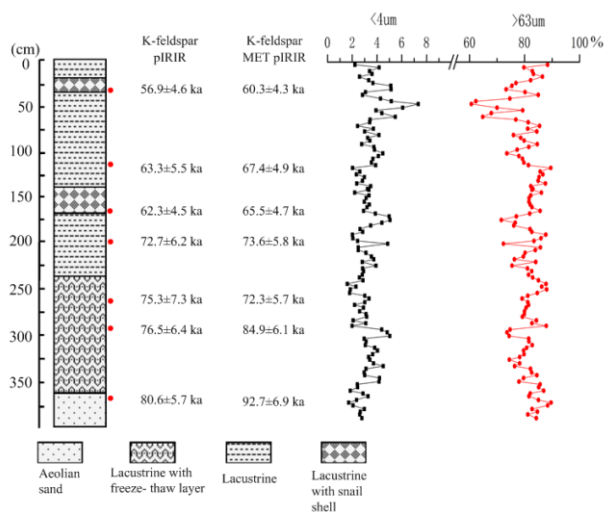 <4um >63um
(cm) K-feldspar K-feldspar 0 2 4 6 8 60 80 100 %
pIRIR MET pIRIR
0
56.9±4.6 ka 60.3±4.3 ka
50
100
63.3±5.5 ka 67.4±4.9 ka
150
62.3±4.5 ka 65.5±4.7 ka
200
72.7±6.2 ka 73.6±5.8 ka
250
75.3±7.3 ka 72.3±5.7 ka
300
76.5±6.4 ka 84.9±6.1 ka
350
80.6±5.7 ka 92.7±6.9 ka
Aeolian
sand
Lacustrine with
freeze- thaw layer
Lacustrine
Lacustrine
with snail
shell